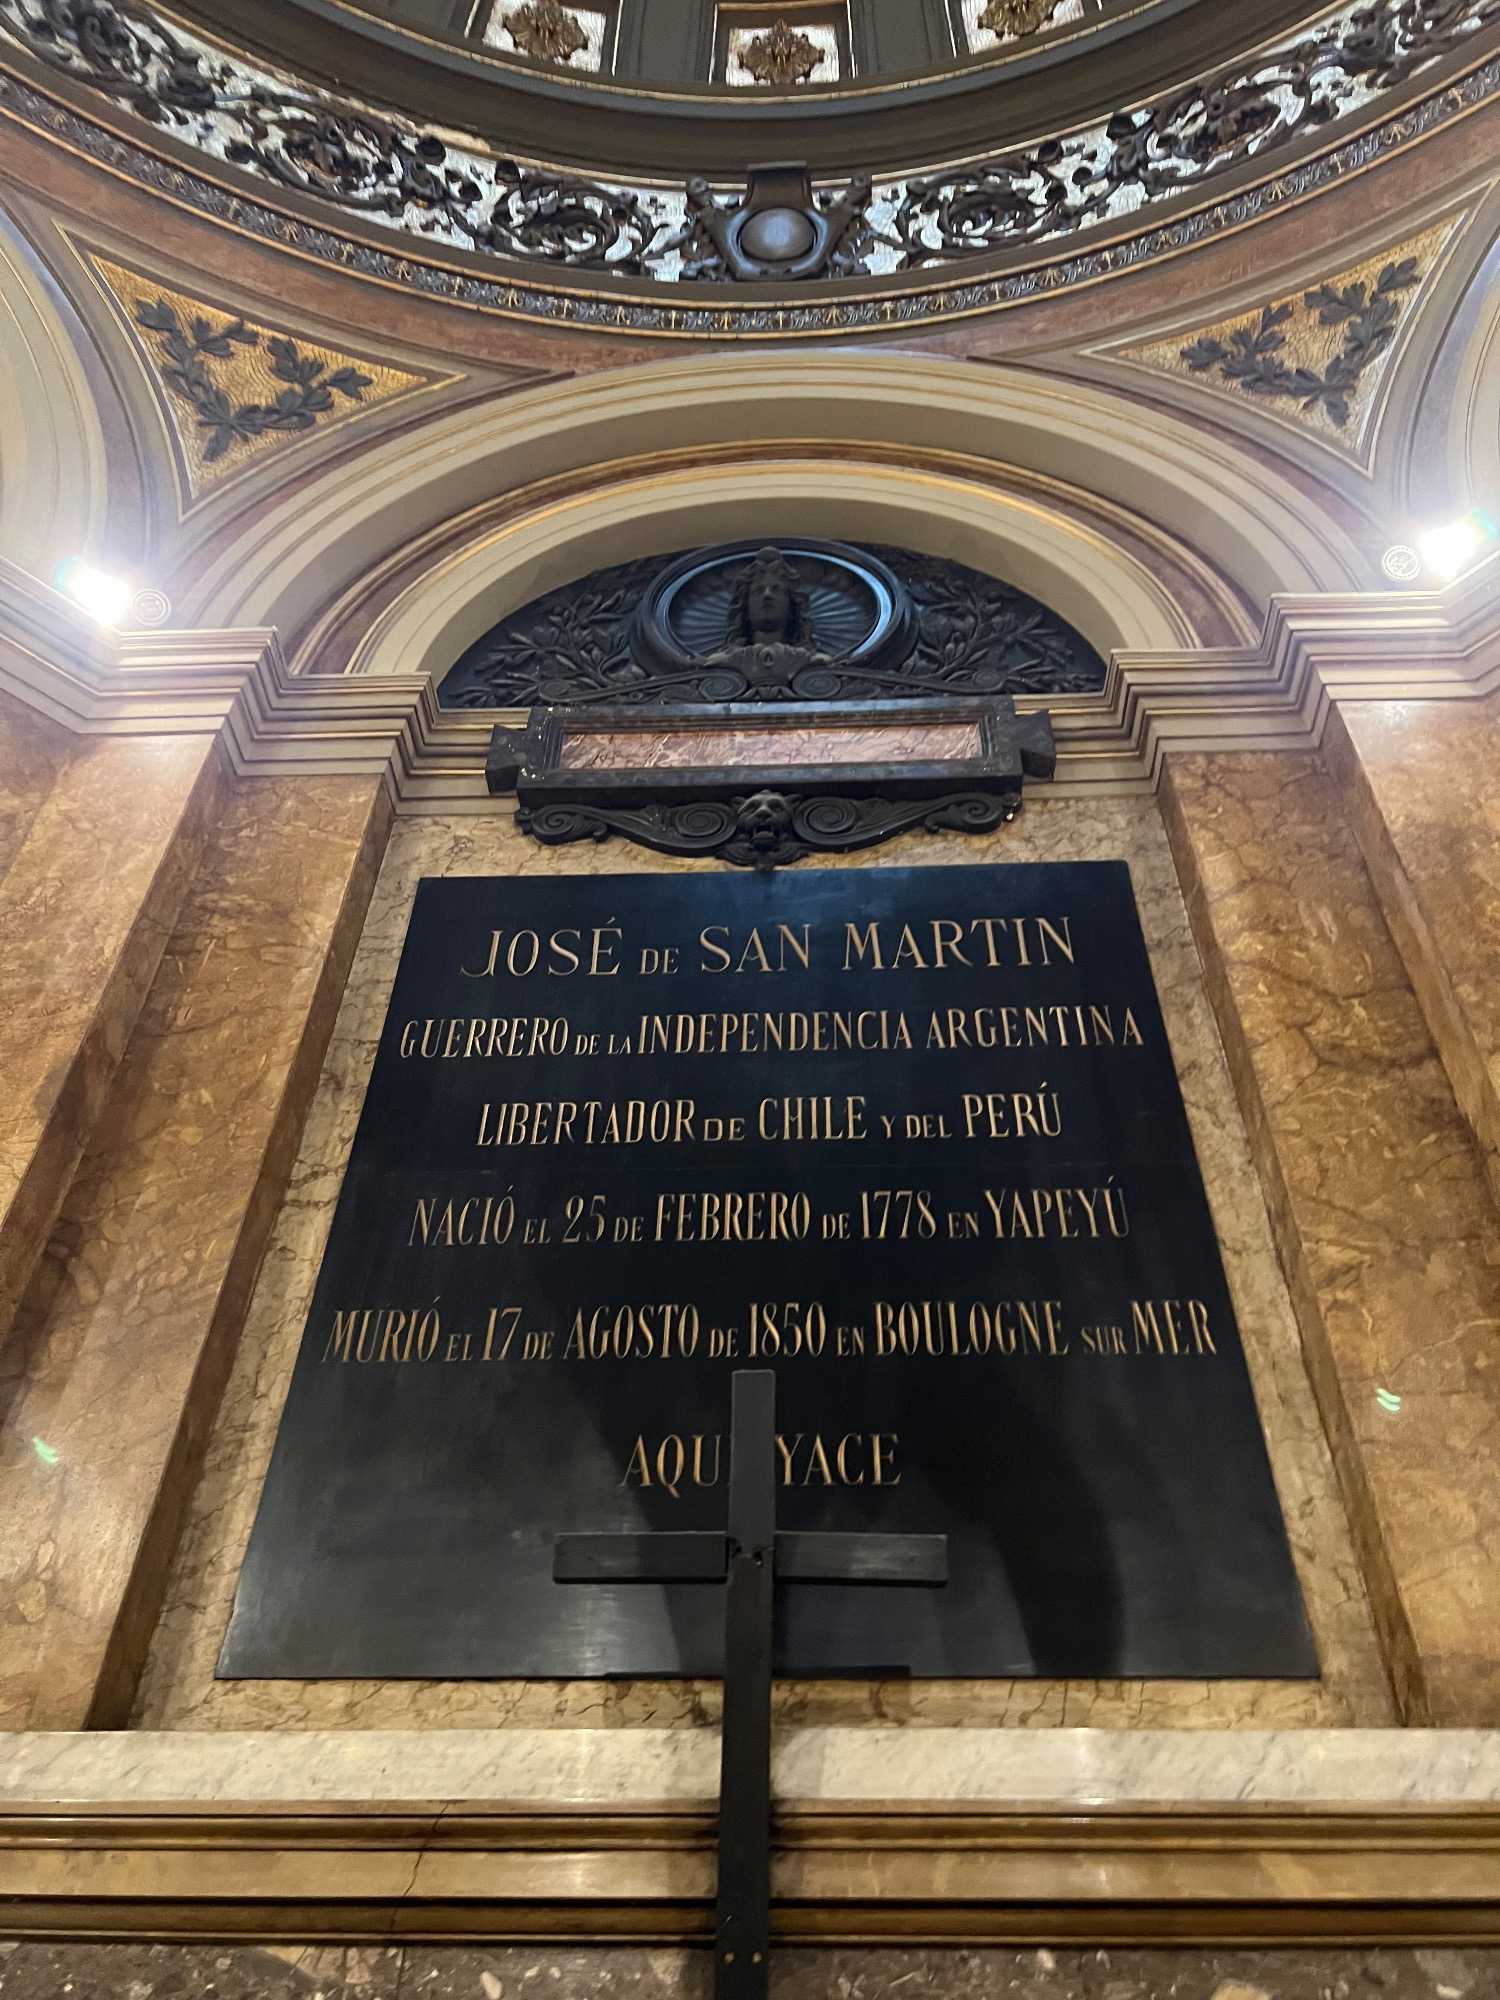 JOSÉ DE SAN MARTIN
GUERRERO DE LA INDEPENDENCIA ARGENTINA
LIBERTADOR DE CHILE Y DEL PERÚ
NACIÓ EL 25 DE FEBRERO DE 1778 EN YAPEYÚ
MURIÓ EL 17 DE AGOSTO DE 1850 EN BOULOGNE SUR MER
AQUI YACE